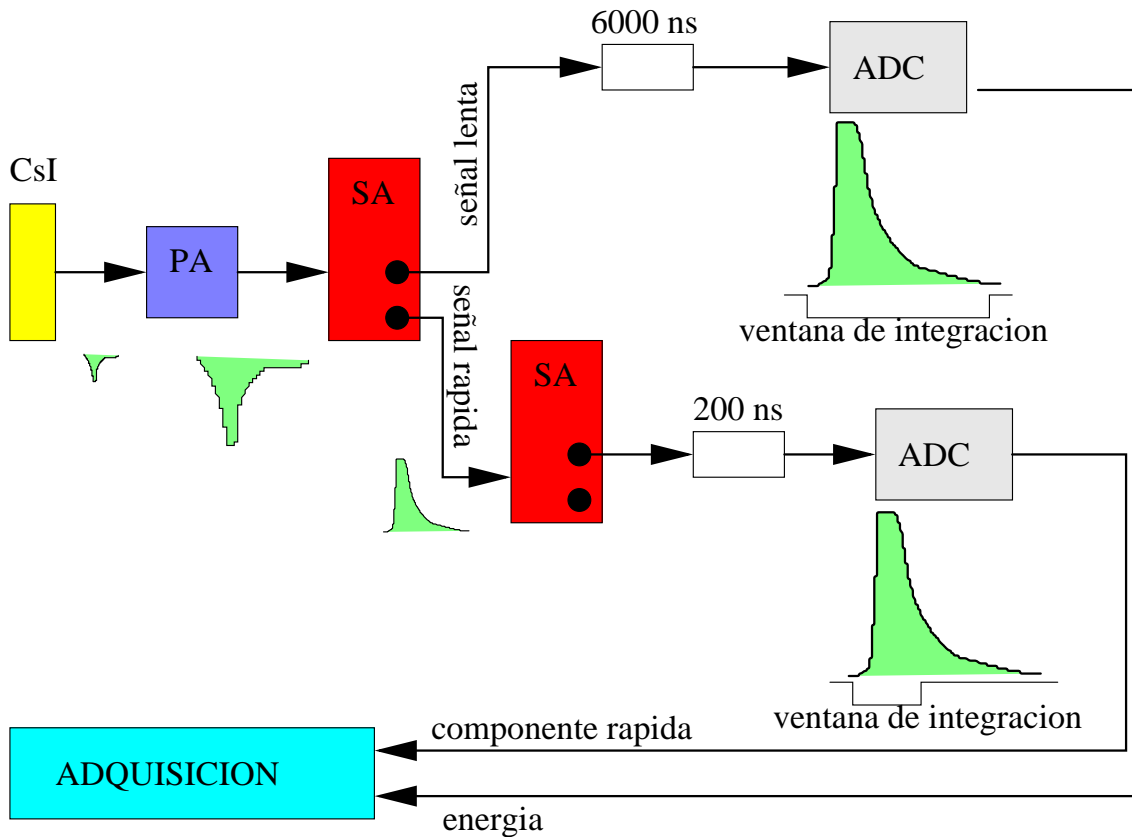 6000 ns
ADC
señal lenta
CsI
SA
PA
ventana de integracion
señal rapida
SA
200 ns
ADC
ventana de integracion
componente rapida
ADQUISICION
energia